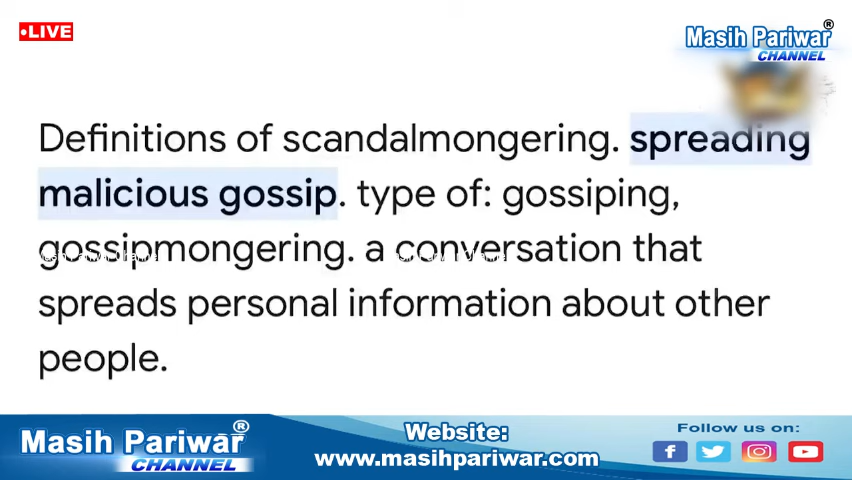 LIVE
Masih Pariwar®
CHANNEL
Definitions of scandalmongering. spreading
malicious gossip. type of: gossiping,
gossipmongering. a conversation that
spreads personal information about other
people.
Masih Pariwar®
CHANNEL
Website:
www.masihpariwar.com
Follow us on: